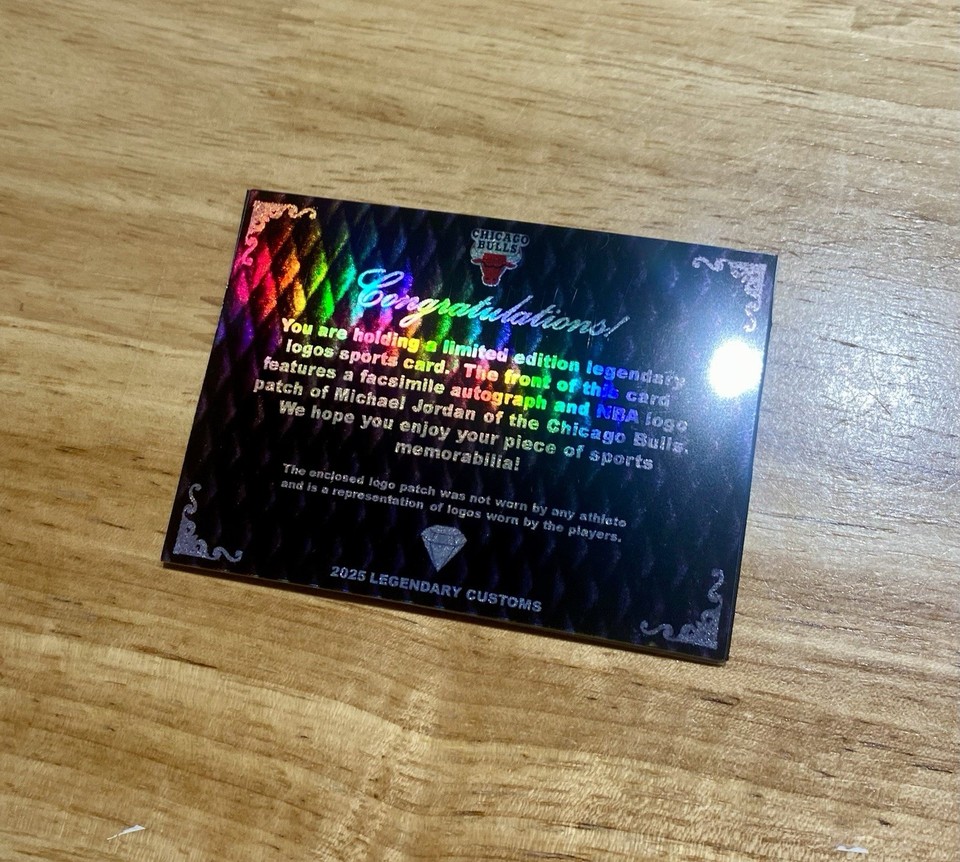 CHICAGO
BULLS
Congratulations!
You are holding a limited edition legendary
logos sports card. The front of this card
features a facsimile autograph and NBA logo
patch of Michael Jordan of the Chicago Bulls.
We hope you enjoy your piece of sports
memorabilia!
The enclosed logo patch was not worn by any athlete
and is a representation of logos worn by the players.
2025 LEGENDARY CUSTOMS